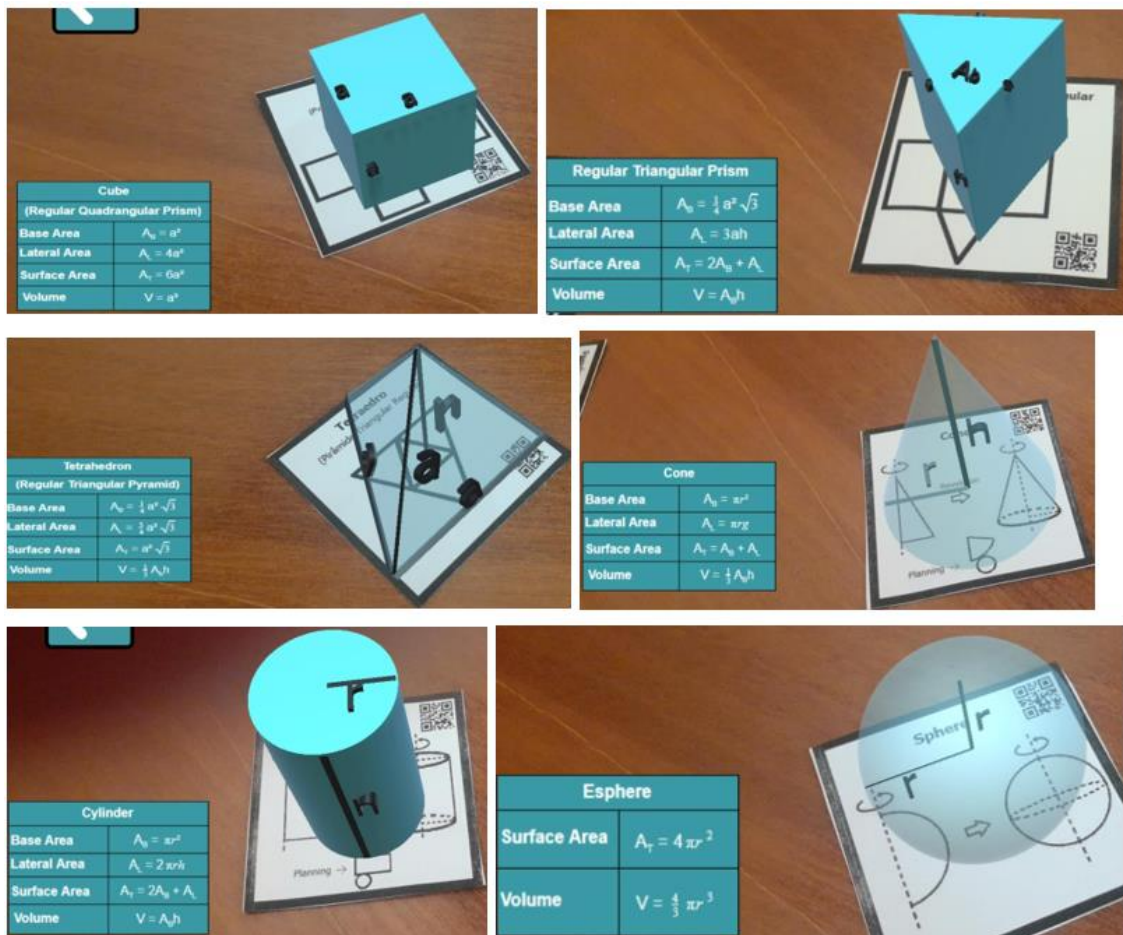 Cube
(Regular Quadrangular Prism)
Base Area A_B = a²
Lateral Area A_L = 4a²
Surface Area A_T = 6a²
Volume V = a³
a
a
a
A_b
h
Regular Triangular Prism
Base Area A_B = ¼ a² √3
Lateral Area A_L = 3ah
Surface Area A_T = 2A_B + A_L
Volume V = A_Bh
Tetraedro
h
a
a
Tetrahedron
(Regular Triangular Pyramid)
Base Area A_B = ¼ a² √3
Lateral Area A_L = ¾ a² √3
Surface Area A_T = a² √3
Volume V = ⅓ A_Bh
h
r
Planning →
Cone
Base Area A_B = πr²
Lateral Area A_L = πrg
Surface Area A_T = A_B + A_L
Volume V = ⅓ A_Bh
r
H
Planning →
Cylinder
Base Area A_B = πr²
Lateral Area A_L = 2πrh
Surface Area A_T = 2A_B + A_L
Volume V = A_Bh
Sphere
r
r
Esphere
Surface Area A_T = 4πr²
Volume V = 4/3 πr³